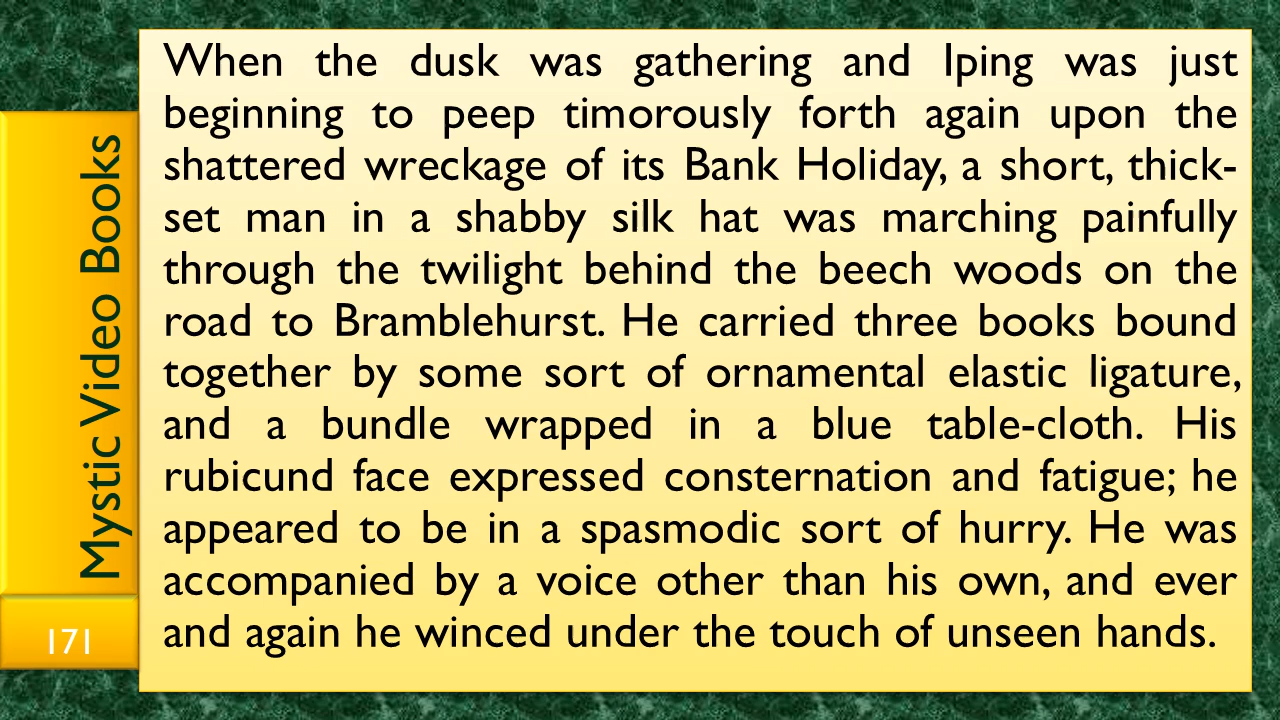 When the dusk was gathering and Iping was just
beginning to peep timorously forth again upon the
shattered wreckage of its Bank Holiday, a short, thick-
set man in a shabby silk hat was marching painfully
through the twilight behind the beech woods on the
road to Bramblehurst. He carried three books bound
together by some sort of ornamental elastic ligature,
and a bundle wrapped in a blue table-cloth. His
rubicund face expressed consternation and fatigue; he
appeared to be in a spasmodic sort of hurry. He was
accompanied by a voice other than his own, and ever
and again he winced under the touch of unseen hands.
Mystic Video Books
171